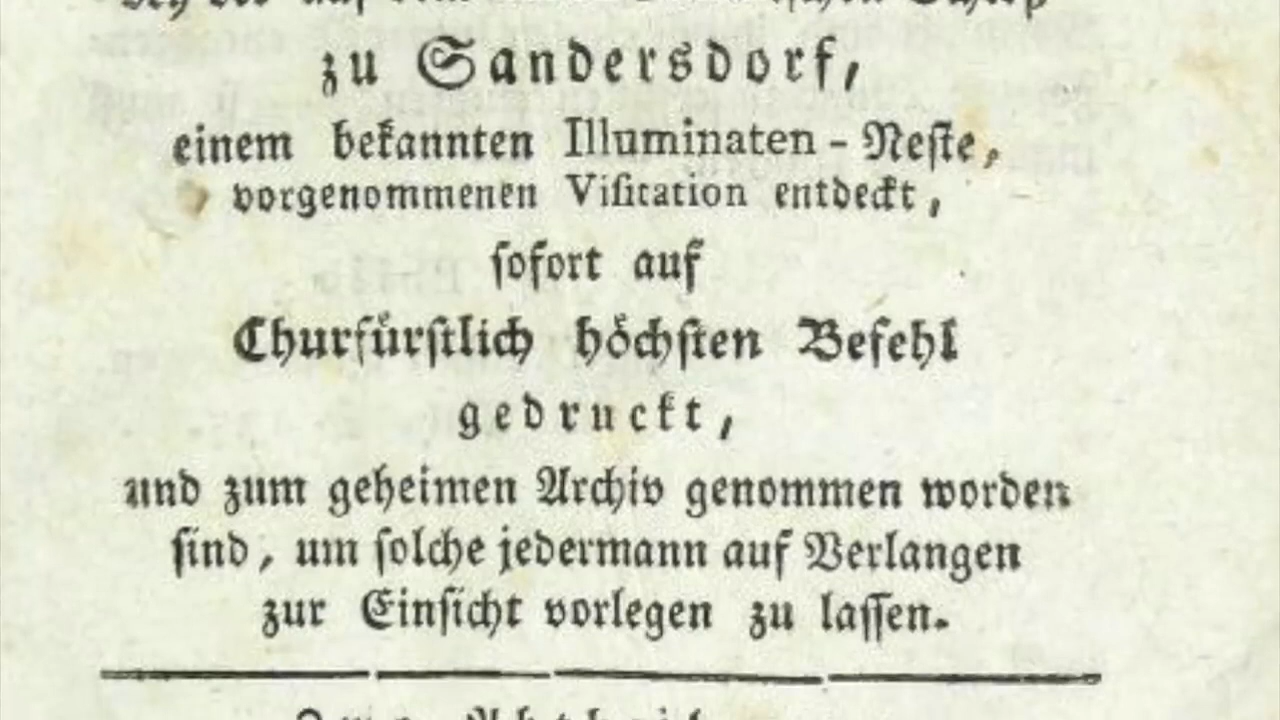 zu Sandersdorf,
einem bekannten Illuminaten - Neſte,
vorgenommenen Viſitation entdeckt,
ſofort auf
Churfürſtlich höchſten Befehl
gedruckt,
und zum geheimen Archiv genommen worden
ſind, um ſolche jedermann auf Verlangen
zur Einſicht vorlegen zu laſſen.